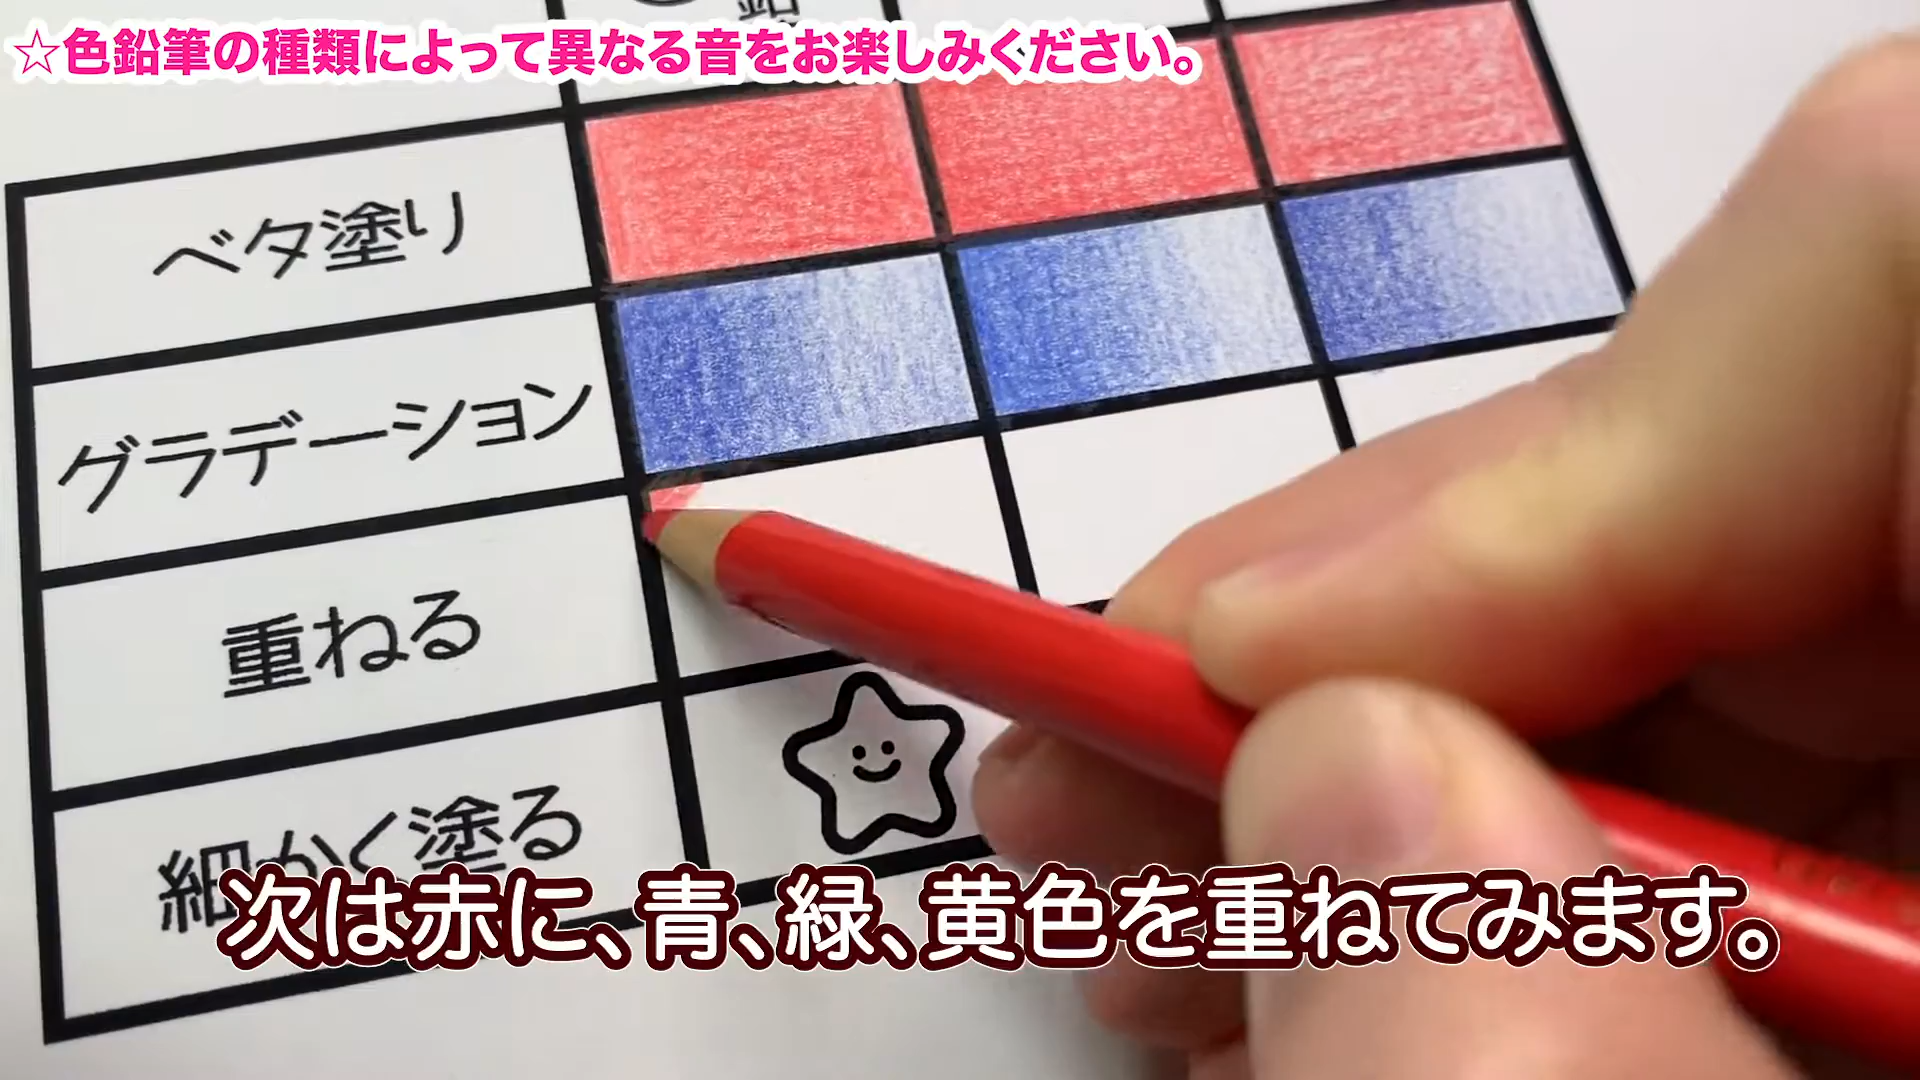 ☆色鉛筆の種類によって異なる音をお楽しみください。
ベタ塗り
グラデーション
重ねる
細かく塗る
次は赤に、青、緑、黄色を重ねてみます。